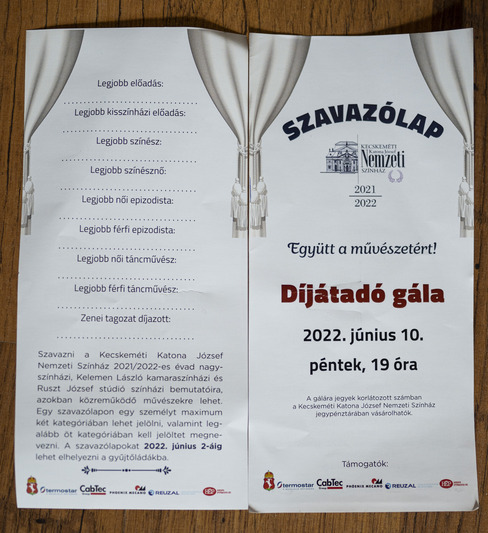 Legjobb előadás:
Legjobb kisszínházi előadás:
Legjobb színész:
Legjobb színésznő:
Legjobb női epizodista:
Legjobb férfi epizodista:
Legjobb női táncművész:
Legjobb férfi táncművész:
Zenei tagozat díjazott:
Szavazni a Kecskeméti Katona József
Nemzeti Színház 2021/2022-es évad nagy-
színházi, Kelemen László kamaraszínházi és
Ruszt József stúdió színházi bemutatóira,
azokban közreműködő művészekre lehet.
Egy szavazólapon egy személyt maximum
két kategóriában lehet jelölni, valamint leg-
alább öt kategóriában kell jelöltet megne-
vezni. A szavazólapokat 2022. június 2-áig
lehet elhelyezni a gyűjtőládákba.
termostar
CabTec
PHOENIX MECANO
REUZAL
SZAVAZÓLAP
KECSKEMÉTI
Katona József
Nemzeti
SZÍNHÁZ
2021
2022
Együtt a művészetért!
Díjátadó gála
2022. június 10.
péntek, 19 óra
A gálára jegyek korlátozott számban
a Kecskeméti Katona József Nemzeti Színház
jegypénztárában vásárolhatók.
Támogatók:
termostar
CabTec
PHOENIX MECANO
REUZAL